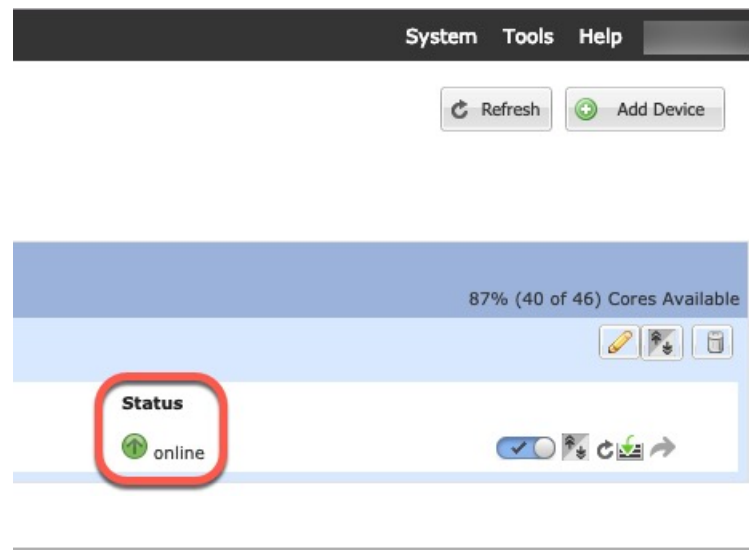 System Tools Help
Refresh Add Device
87% (40 of 46) Cores Available
Status
online